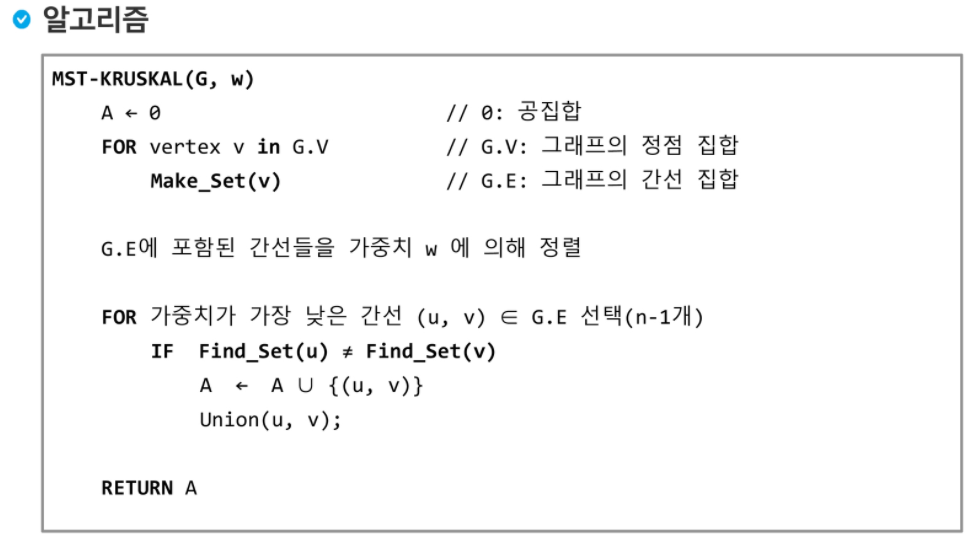 알고리즘
MST-KRUSKAL(G, w)
A ← 0 // 0: 공집합
FOR vertex v in G.V // G.V: 그래프의 정점 집합
Make_Set(v) // G.E: 그래프의 간선 집합
G.E에 포함된 간선들을 가중치 w 에 의해 정렬
FOR 가중치가 가장 낮은 간선 (u, v) ∈ G.E 선택(n-1개)
IF Find_Set(u) ≠ Find_Set(v)
A ← A ∪ {(u, v)}
Union(u, v);
RETURN A